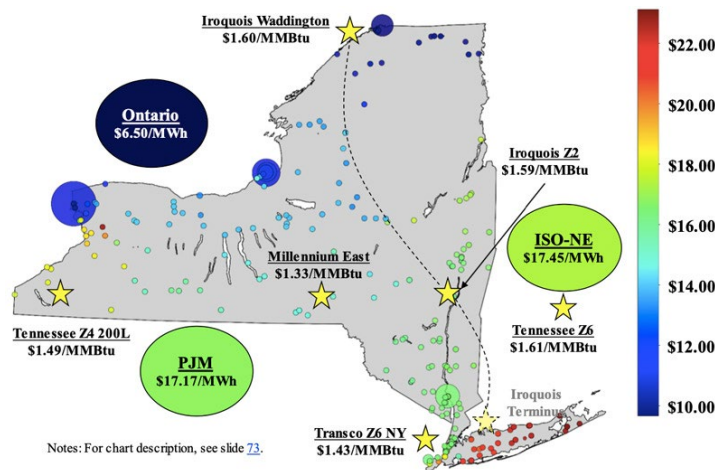 Iroquois Waddington
$1.60/MMBtu
Ontario
$6.50/MWh
Iroquois Z2
$1.59/MMBtu
Millennium East
$1.33/MMBtu
ISO-NE
$17.45/MWh
Tennessee Z4 200L
$1.49/MMBtu
PJM
$17.17/MWh
Tennessee Z6
$1.61/MMBtu
Iroquois
Terminus
Transco Z6 NY
$1.43/MMBtu
Notes: For chart description, see slide 73.
$22.00
$20.00
$18.00
$16.00
$14.00
$12.00
$10.00